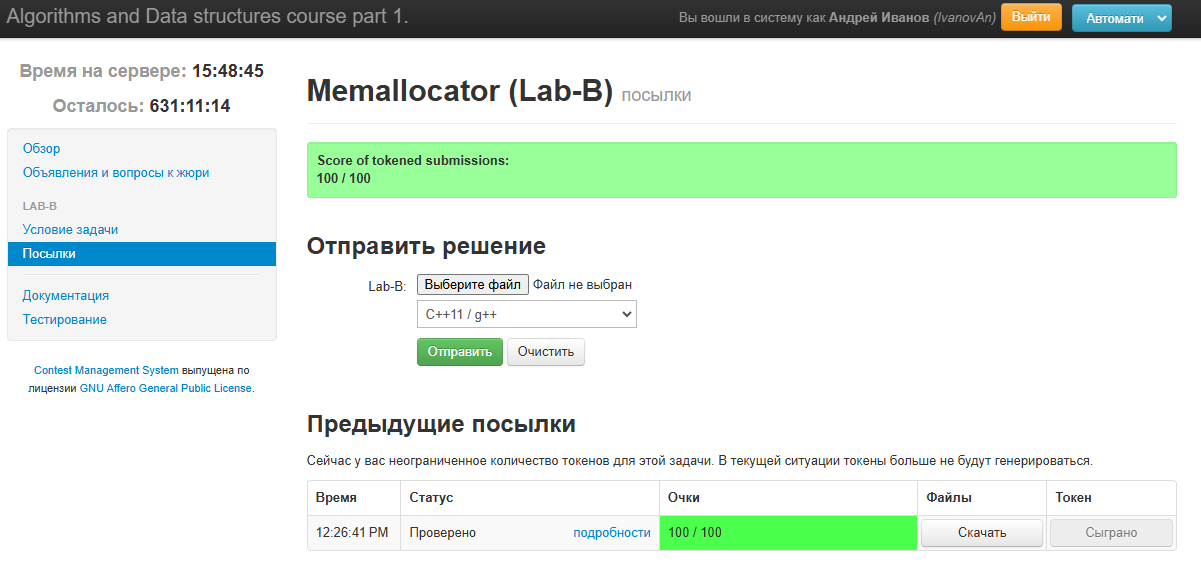 Algorithms and Data structures course part 1.
Вы вошли в систему как Андрей Иванов (IvanovAn) Выйти Автомати
Время на сервере: 15:48:45
Осталось: 631:11:14
Обзор
Объявления и вопросы к жюри
LAB-B
Условие задачи
Посылки
Документация
Тестирование
Contest Management System выпущена по
лицензии GNU Affero General Public License.
Memallocator (Lab-B) посылки
Score of tokened submissions:
100 / 100
Отправить решение
Lab-B: Выберите файл Файл не выбран
C++11 / g++
Отправить Очистить
Предыдущие посылки
Сейчас у вас неограниченное количество токенов для этой задачи. В текущей ситуации токены больше не будут генерироваться.
Время Статус Очки Файлы Токен
12:26:41 PM Проверено подробности 100 / 100 Скачать Сыграно